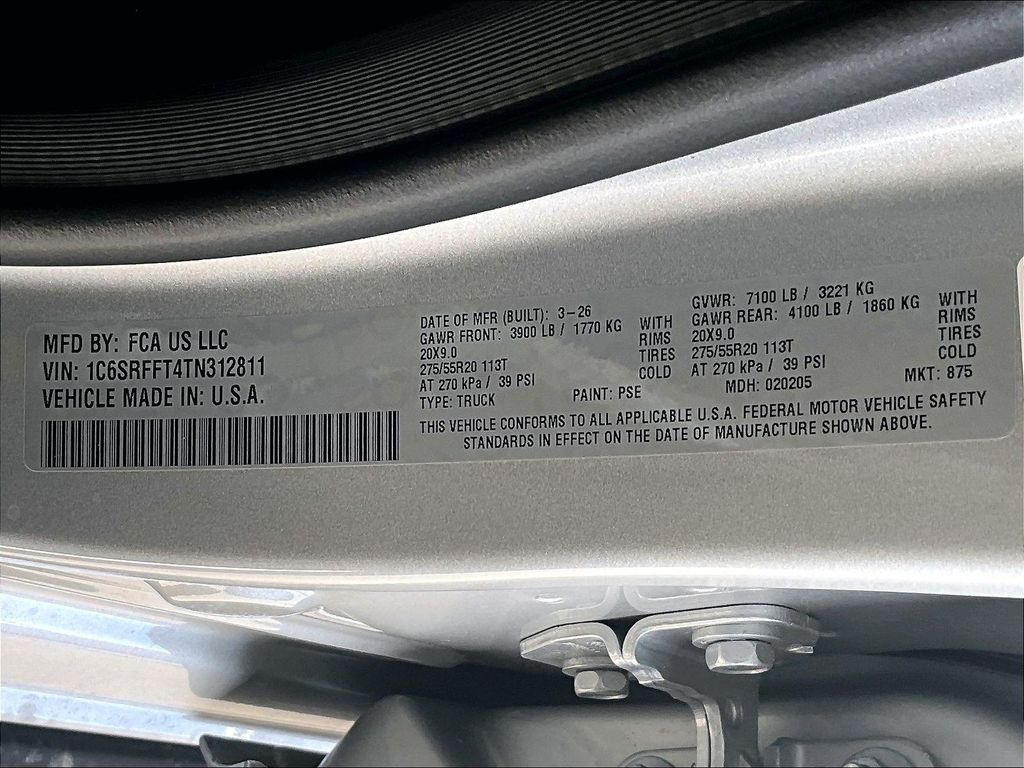 MFD BY: FCA US LLC
VIN: 1C6SRFFT4TN312811
VEHICLE MADE IN: U.S.A.
DATE OF MFR (BUILT): 3-26
GAWR FRONT: 3900 LB / 1770 KG WITH
20X9.0 RIMS
275/55R20 113T TIRES
AT 270 kPa / 39 PSI COLD
TYPE: TRUCK PAINT: PSE
GVWR: 7100 LB / 3221 KG
GAWR REAR: 4100 LB / 1860 KG WITH
20X9.0 RIMS
275/55R20 113T TIRES
AT 270 kPa / 39 PSI COLD
MDH: 020205 MKT: 875
THIS VEHICLE CONFORMS TO ALL APPLICABLE U.S.A. FEDERAL MOTOR VEHICLE SAFETY
STANDARDS IN EFFECT ON THE DATE OF MANUFACTURE SHOWN ABOVE.